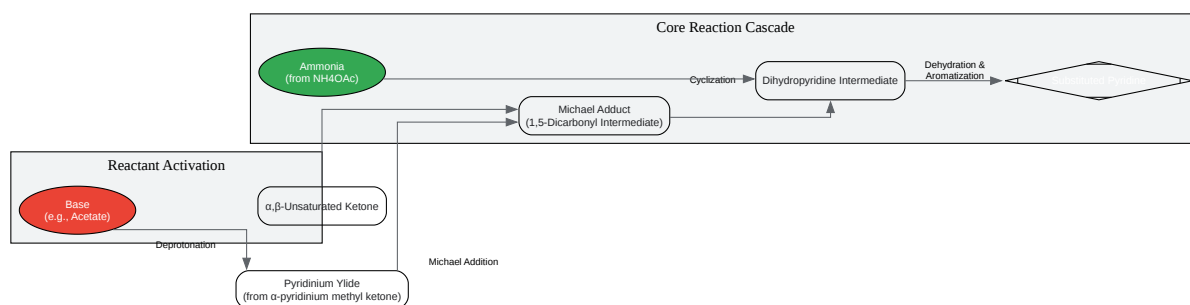 Core Reaction Cascade
Ammonia
(from NH4OAc)
Cyclization
Dihydropyridine Intermediate
Dehydration &
Aromatization
Michael Adduct
(1,5-Dicarbonyl Intermediate)
Reactant Activation
Base
(e.g., Acetate)
α,β-Unsaturated Ketone
Deprotonation
Michael Addition
Pyridinium Ylide
(from α-pyridinium methyl ketone)